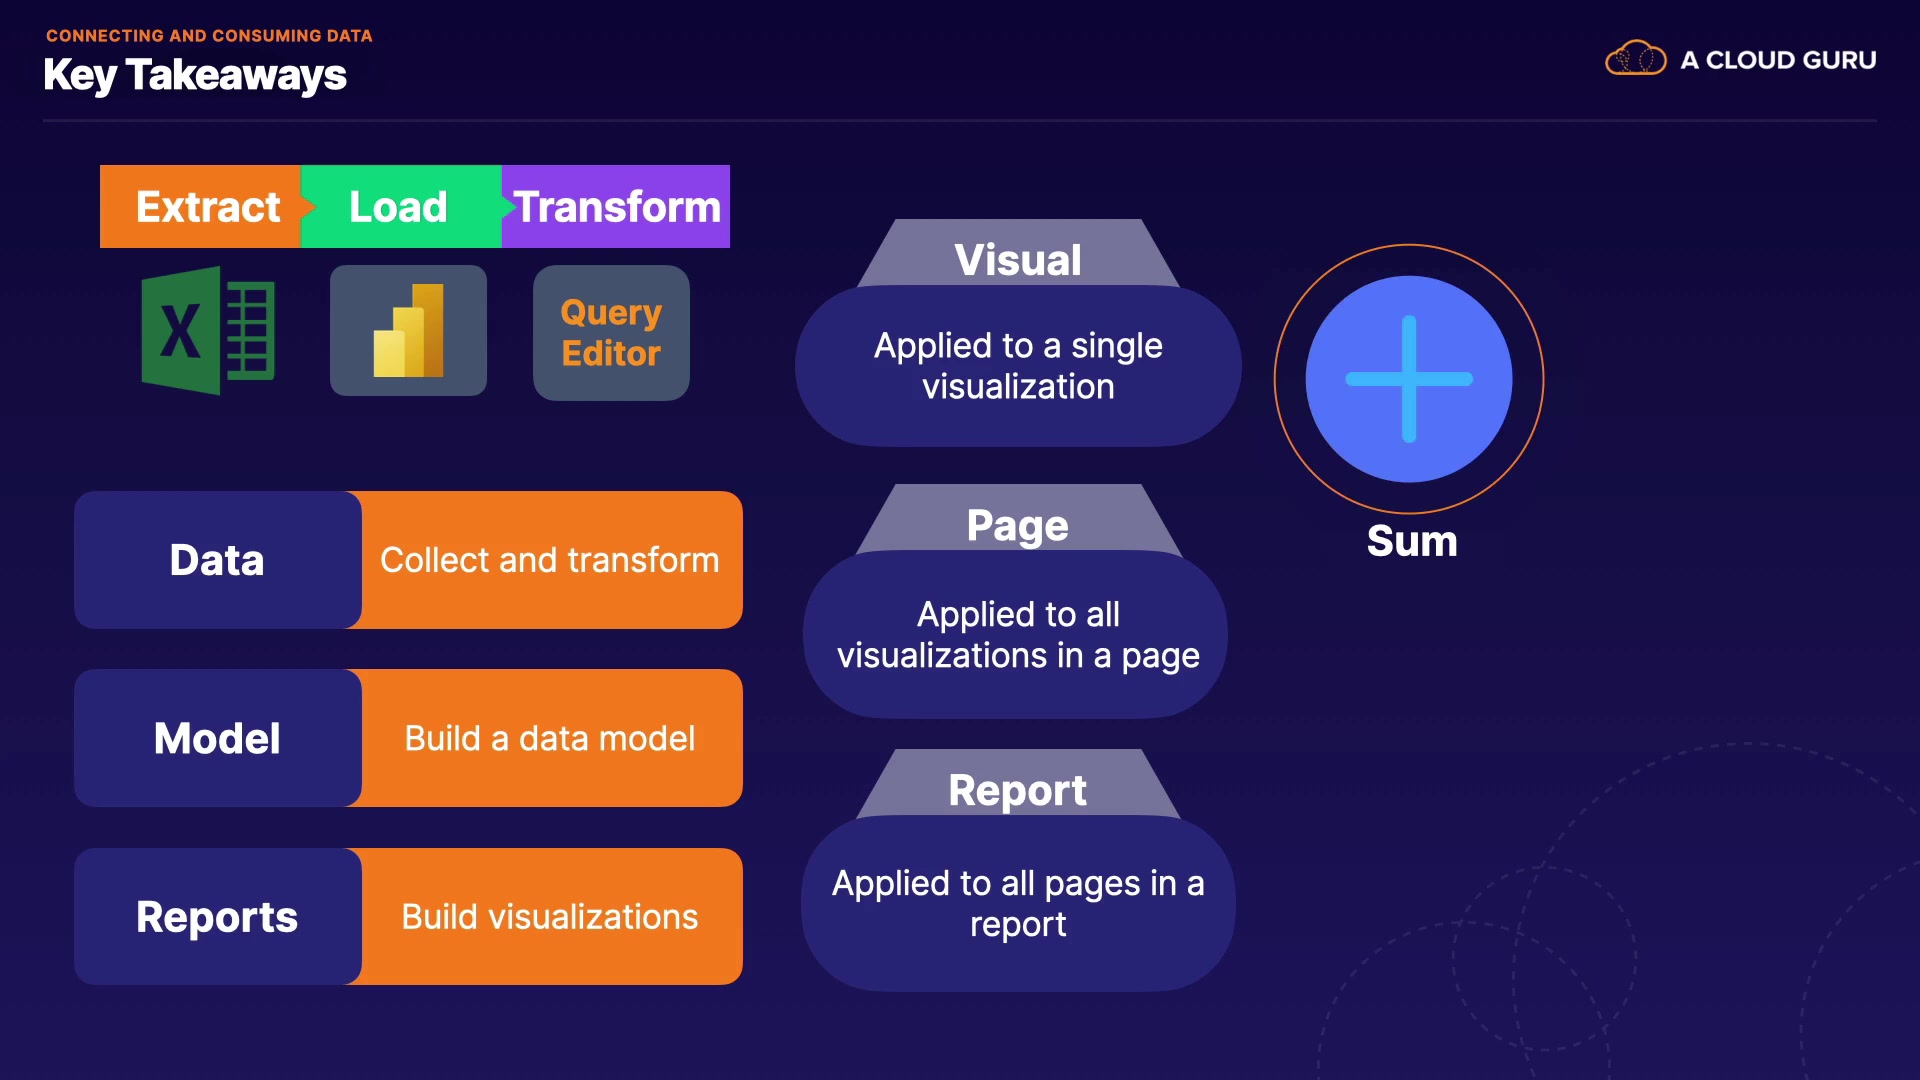 CONNECTING AND CONSUMING DATA
Key Takeaways
A CLOUD GURU
Extract
Load
Transform
X
Query
Editor
Data
Collect and transform
Model
Build a data model
Reports
Build visualizations
Visual
Applied to a single
visualization
Page
Applied to all
visualizations in a page
Report
Applied to all pages in a
report
Sum